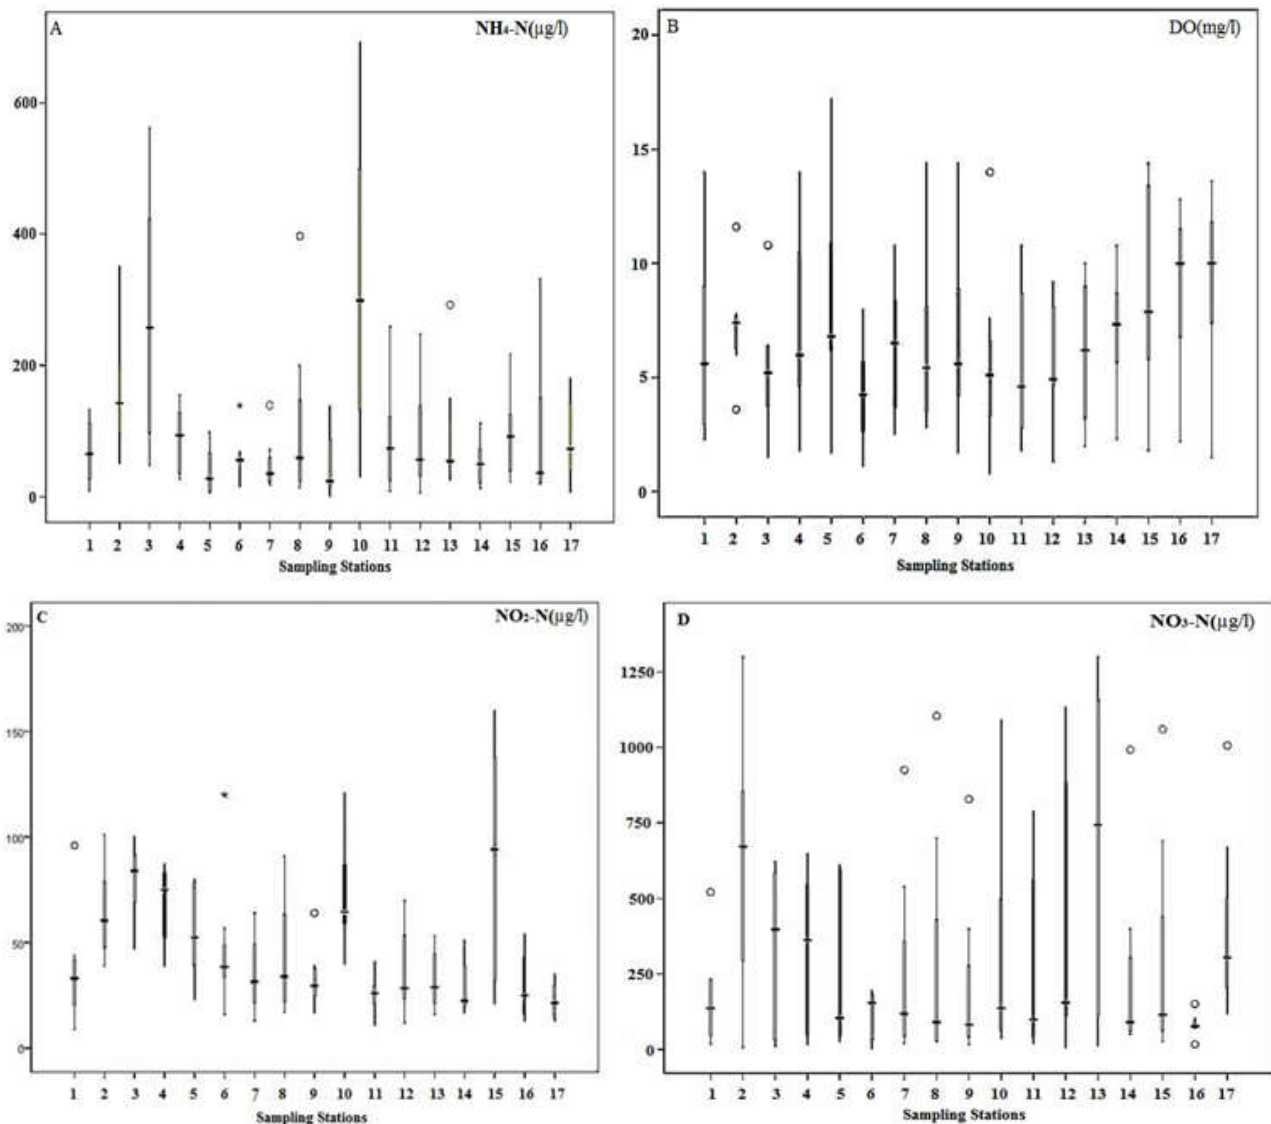 A
NH₄-N(µg/l)
600
400
200
0
1 2 3 4 5 6 7 8 9 10 11 12 13 14 15 16 17
Sampling Stations
B
DO(mg/l)
20
15
10
5
0
1 2 3 4 5 6 7 8 9 10 11 12 13 14 15 16 17
Sampling Stations
C
NO₂-N(µg/l)
200
150
100
50
0
1 2 3 4 5 6 7 8 9 10 11 12 13 14 15 16 17
Sampling Stations
D
NO₃-N(µg/l)
1250
1000
750
500
250
0
1 2 3 4 5 6 7 8 9 10 11 12 13 14 15 16 17
Sampling Stations